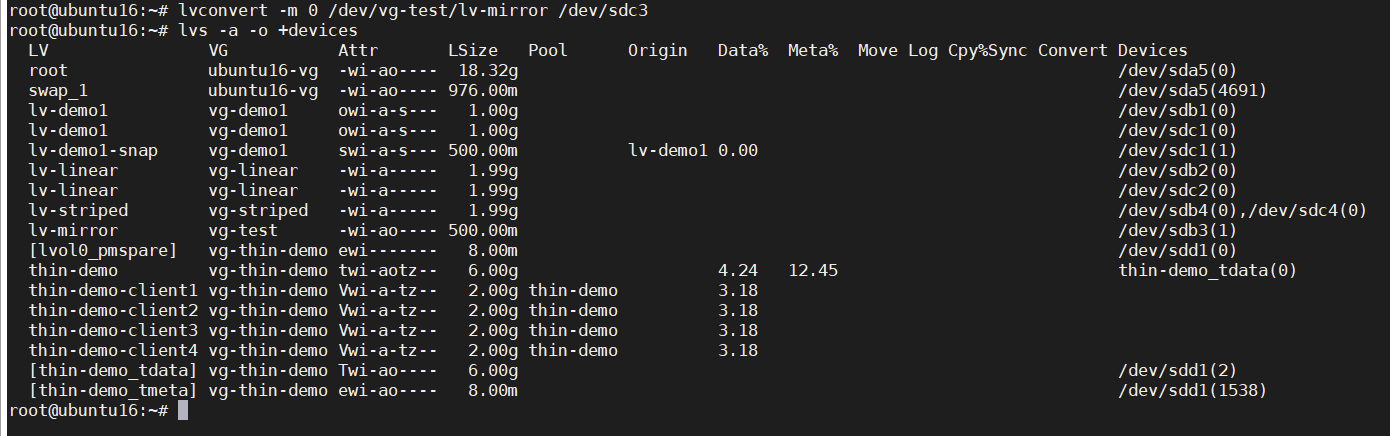 root@ubuntu16:~# lvconvert -m 0 /dev/vg-test/lv-mirror /dev/sdc3
root@ubuntu16:~# lvs -a -o +devices
  LV              VG           Attr       LSize   Pool      Origin   Data%  Meta%  Move Log Cpy%Sync Convert Devices
  root            ubuntu16-vg  -wi-ao----  18.32g                                                            /dev/sda5(0)
  swap_1          ubuntu16-vg  -wi-ao---- 976.00m                                                            /dev/sda5(4691)
  lv-demo1        vg-demo1     owi-a-s---   1.00g                                                            /dev/sdb1(0)
  lv-demo1        vg-demo1     owi-a-s---   1.00g                                                            /dev/sdc1(0)
  lv-demo1-snap   vg-demo1     swi-a-s--- 500.00m           lv-demo1 0.00                                    /dev/sdc1(1)
  lv-linear       vg-linear    -wi-a-----   1.99g                                                            /dev/sdb2(0)
  lv-linear       vg-linear    -wi-a-----   1.99g                                                            /dev/sdc2(0)
  lv-striped      vg-striped   -wi-a-----   1.99g                                                            /dev/sdb4(0),/dev/sdc4(0)
  lv-mirror       vg-test      -wi-ao---- 500.00m                                                            /dev/sdb3(1)
  [lvol0_pmspare] vg-thin-demo ewi-------   8.00m                                                            /dev/sdd1(0)
  thin-demo       vg-thin-demo twi-aotz--   6.00g                    4.24   12.45                            thin-demo_tdata(0)
  thin-demo-client1 vg-thin-demo Vwi-a-tz--   2.00g thin-demo          3.18
  thin-demo-client2 vg-thin-demo Vwi-a-tz--   2.00g thin-demo          3.18
  thin-demo-client3 vg-thin-demo Vwi-a-tz--   2.00g thin-demo          3.18
  thin-demo-client4 vg-thin-demo Vwi-a-tz--   2.00g thin-demo          3.18
  [thin-demo_tdata] vg-thin-demo Twi-ao----   6.00g                                                          /dev/sdd1(2)
  [thin-demo_tmeta] vg-thin-demo ewi-ao----   8.00m                                                          /dev/sdd1(1538)
root@ubuntu16:~#